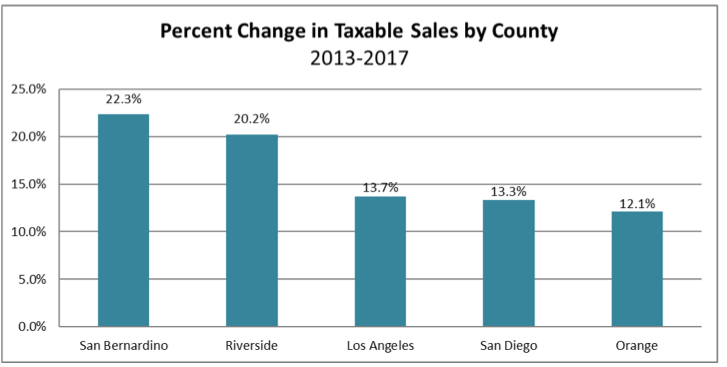 Percent Change in Taxable Sales by County
2013-2017
25.0%
20.0%
15.0%
10.0%
5.0%
0.0%
22.3%
20.2%
13.7%
13.3%
12.1%
San Bernardino
Riverside
Los Angeles
San Diego
Orange